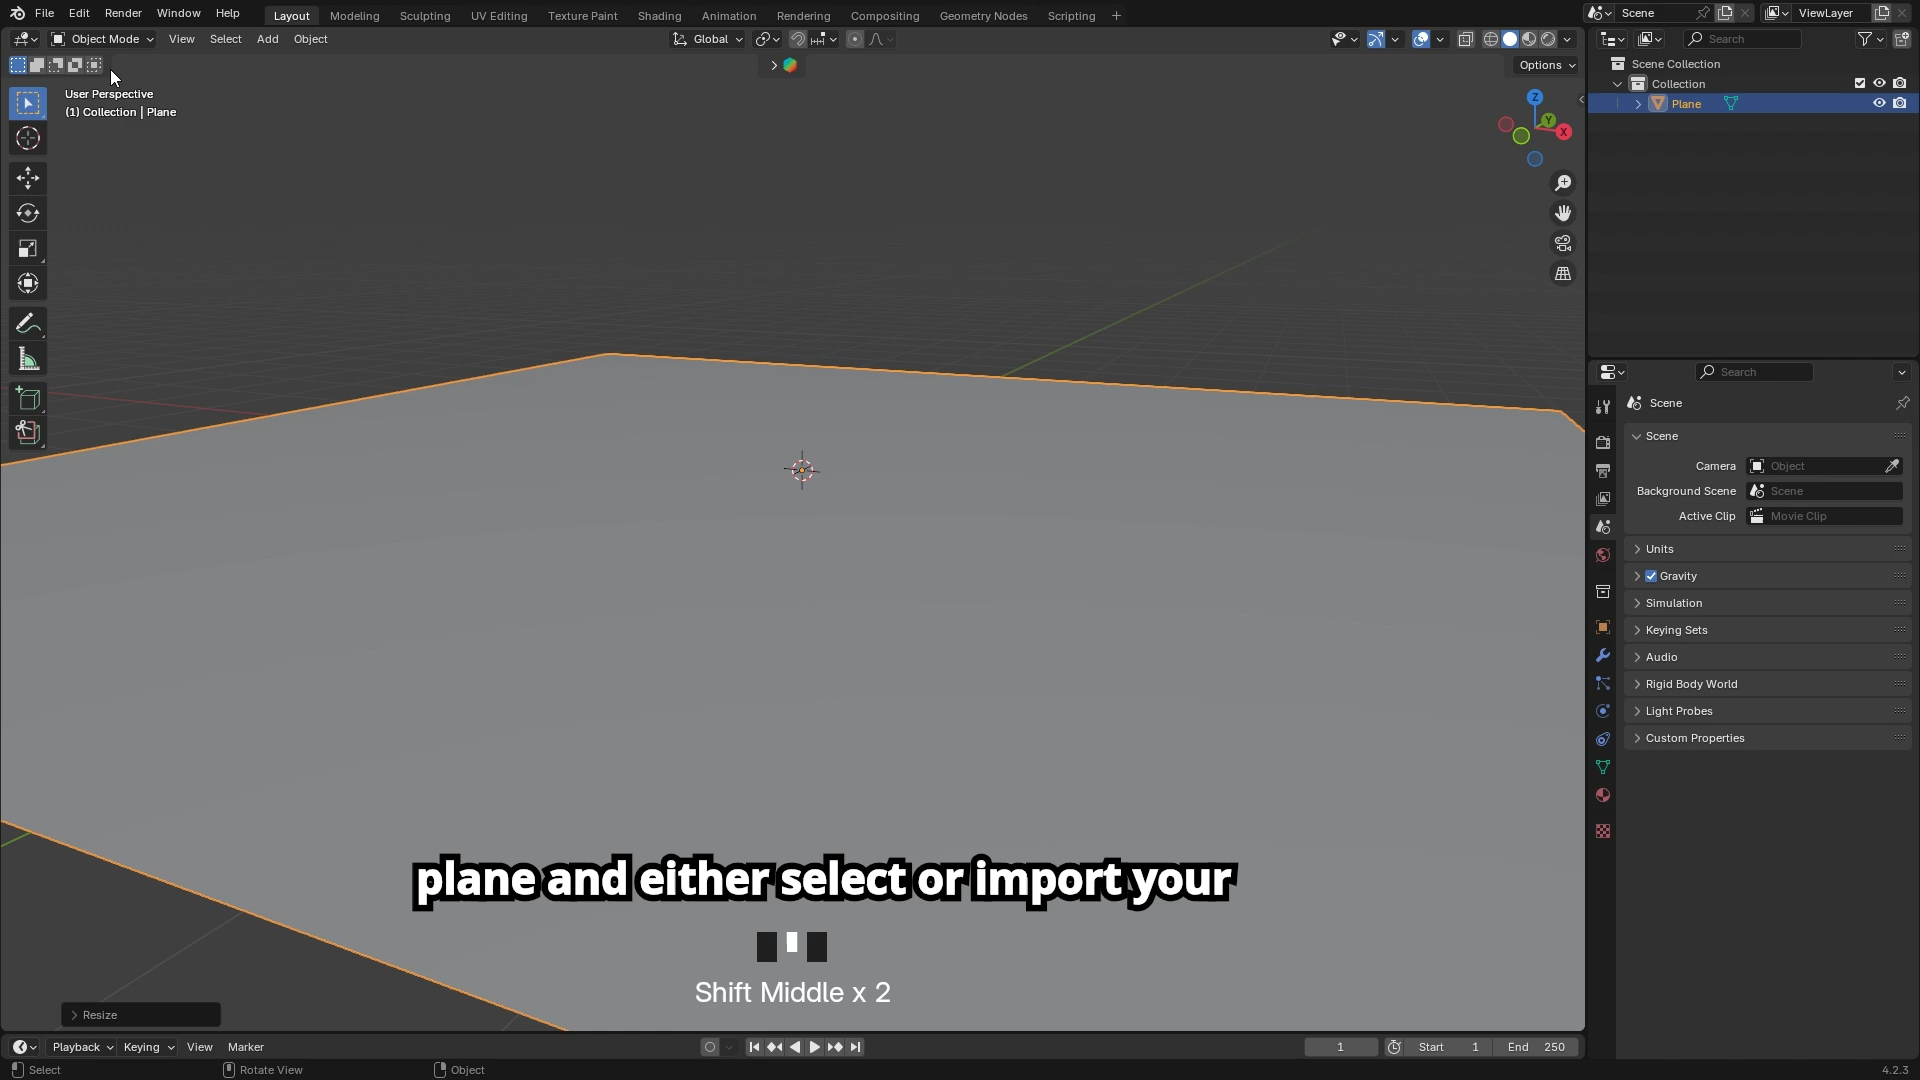 File Edit Render Window Help Layout Modeling Sculpting UV Editing Texture Paint Shading Animation Rendering Compositing Geometry Nodes Scripting + Scene ViewLayer
Object Mode View Select Add Object Global Search
Options
User Perspective
(1) Collection | Plane
Z
Y
X
Scene Collection
Collection
Plane
Search
Scene
Scene
Camera Object
Background Scene Scene
Active Clip Movie Clip
Units
Gravity
Simulation
Keying Sets
Audio
Rigid Body World
Light Probes
Custom Properties
plane and either select or import your
Shift Middle x 2
Resize
Playback Keying View Marker 1 Start 1 End 250
Select Rotate View Object 4.2.3